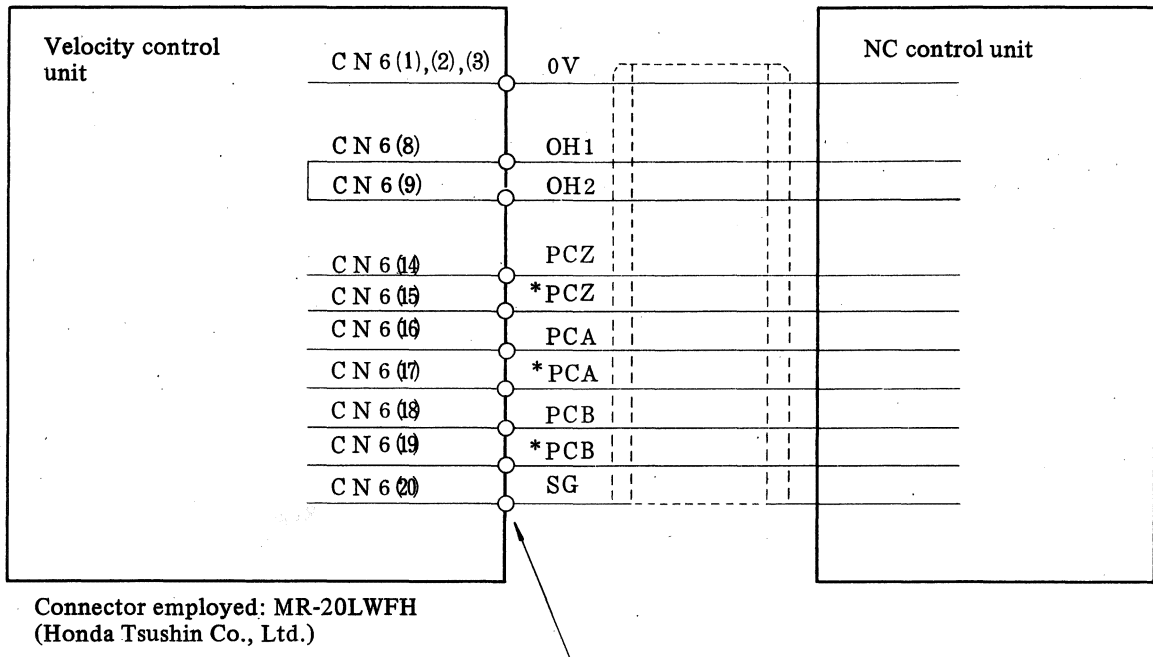 Velocity control
unit
NC control unit
CN6(1),(2),(3) 0V
CN6(8) OH1
CN6(9) OH2
CN6(14) PCZ
CN6(15) *PCZ
CN6(16) PCA
CN6(17) *PCA
CN6(18) PCB
CN6(19) *PCB
CN6(20) SG
Connector employed: MR-20LWFH
(Honda Tsushin Co., Ltd.)